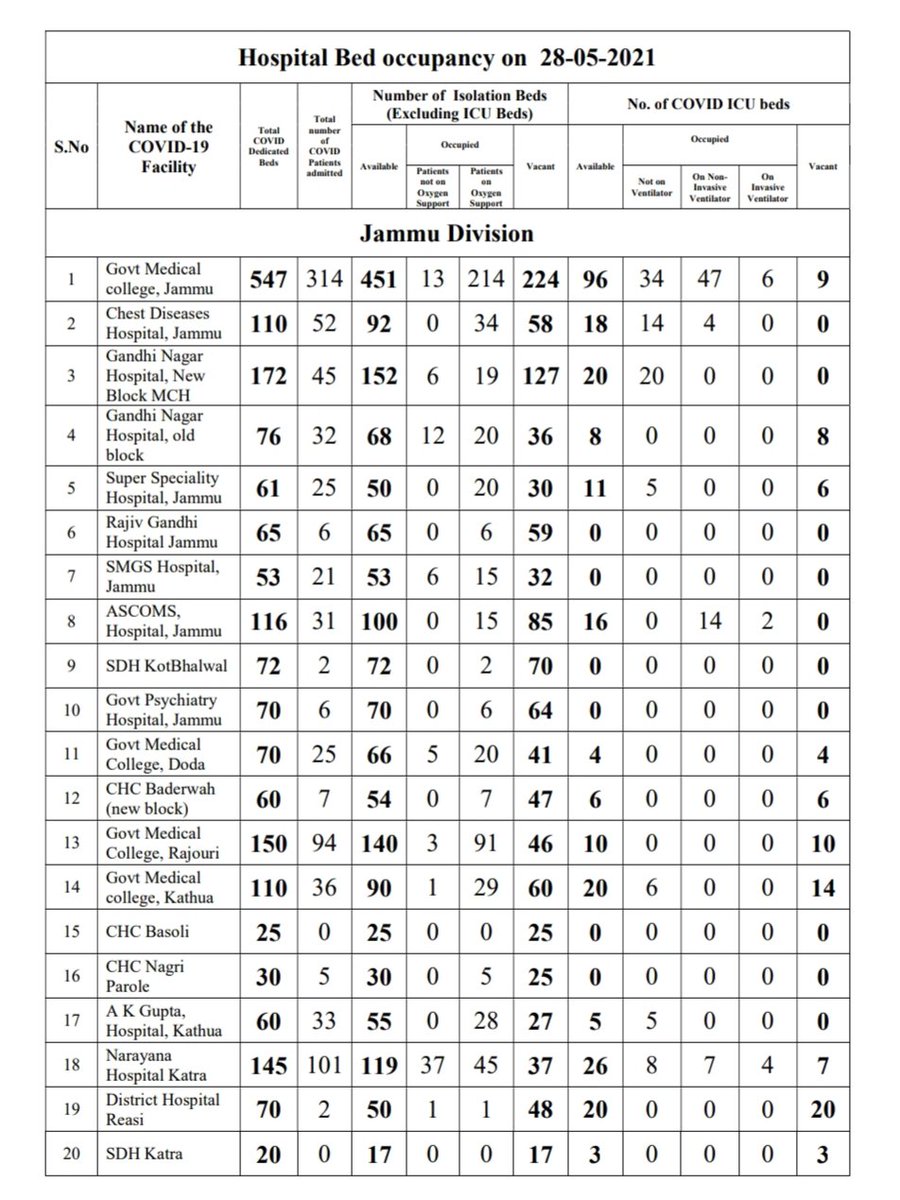 Hospital Bed occupancy on 28-05-2021
S.No
Name of the
COVID-19
Facility
Total
COVID
Dedicated
Beds
Total
number
of
COVID
Patients
admitted
Number of Isolation Beds
(Excluding ICU Beds)
No. of COVID ICU beds
Available
Occupied
Patients
not on
Oxygen
Support
Patients
on
Oxygen
Support
Vacant
Available
Occupied
Not on
Ventilator
On Non-
Invasive
Ventilator
On
Invasive
Ventilator
Vacant
Jammu Division
1 Govt Medical
college, Jammu 547 314 451 13 214 224 96 34 47 6 9
2 Chest Diseases
Hospital, Jammu 110 52 92 0 34 58 18 14 4 0 0
3 Gandhi Nagar
Hospital, New
Block MCH 172 45 152 6 19 127 20 20 0 0 0
4 Gandhi Nagar
Hospital, old
block 76 32 68 12 20 36 8 0 0 0 8
5 Super Speciality
Hospital, Jammu 61 25 50 0 20 30 11 5 0 0 6
6 Rajiv Gandhi
Hospital Jammu 65 6 65 0 6 59 0 0 0 0 0
7 SMGS Hospital,
Jammu 53 21 53 6 15 32 0 0 0 0 0
8 ASCOMS,
Hospital, Jammu 116 31 100 0 15 85 16 0 14 2 0
9 SDH KotBhalwal 72 2 72 0 2 70 0 0 0 0 0
10 Govt Psychiatry
Hospital, Jammu 70 6 70 0 6 64 0 0 0 0 0
11 Govt Medical
College, Doda 70 25 66 5 20 41 4 0 0 0 4
12 CHC Baderwah
(new block) 60 7 54 0 7 47 6 0 0 0 6
13 Govt Medical
College, Rajouri 150 94 140 3 91 46 10 0 0 0 10
14 Govt Medical
college, Kathua 110 36 90 1 29 60 20 6 0 0 14
15 CHC Basoli 25 0 25 0 0 25 0 0 0 0 0
16 CHC Nagri
Parole 30 5 30 0 5 25 0 0 0 0 0
17 A K Gupta,
Hospital, Kathua 60 33 55 0 28 27 5 5 0 0 0
18 Narayana
Hospital Katra 145 101 119 37 45 37 26 8 7 4 7
19 District Hospital
Reasi 70 2 50 1 1 48 20 0 0 0 20
20 SDH Katra 20 0 17 0 0 17 3 0 0 0 3